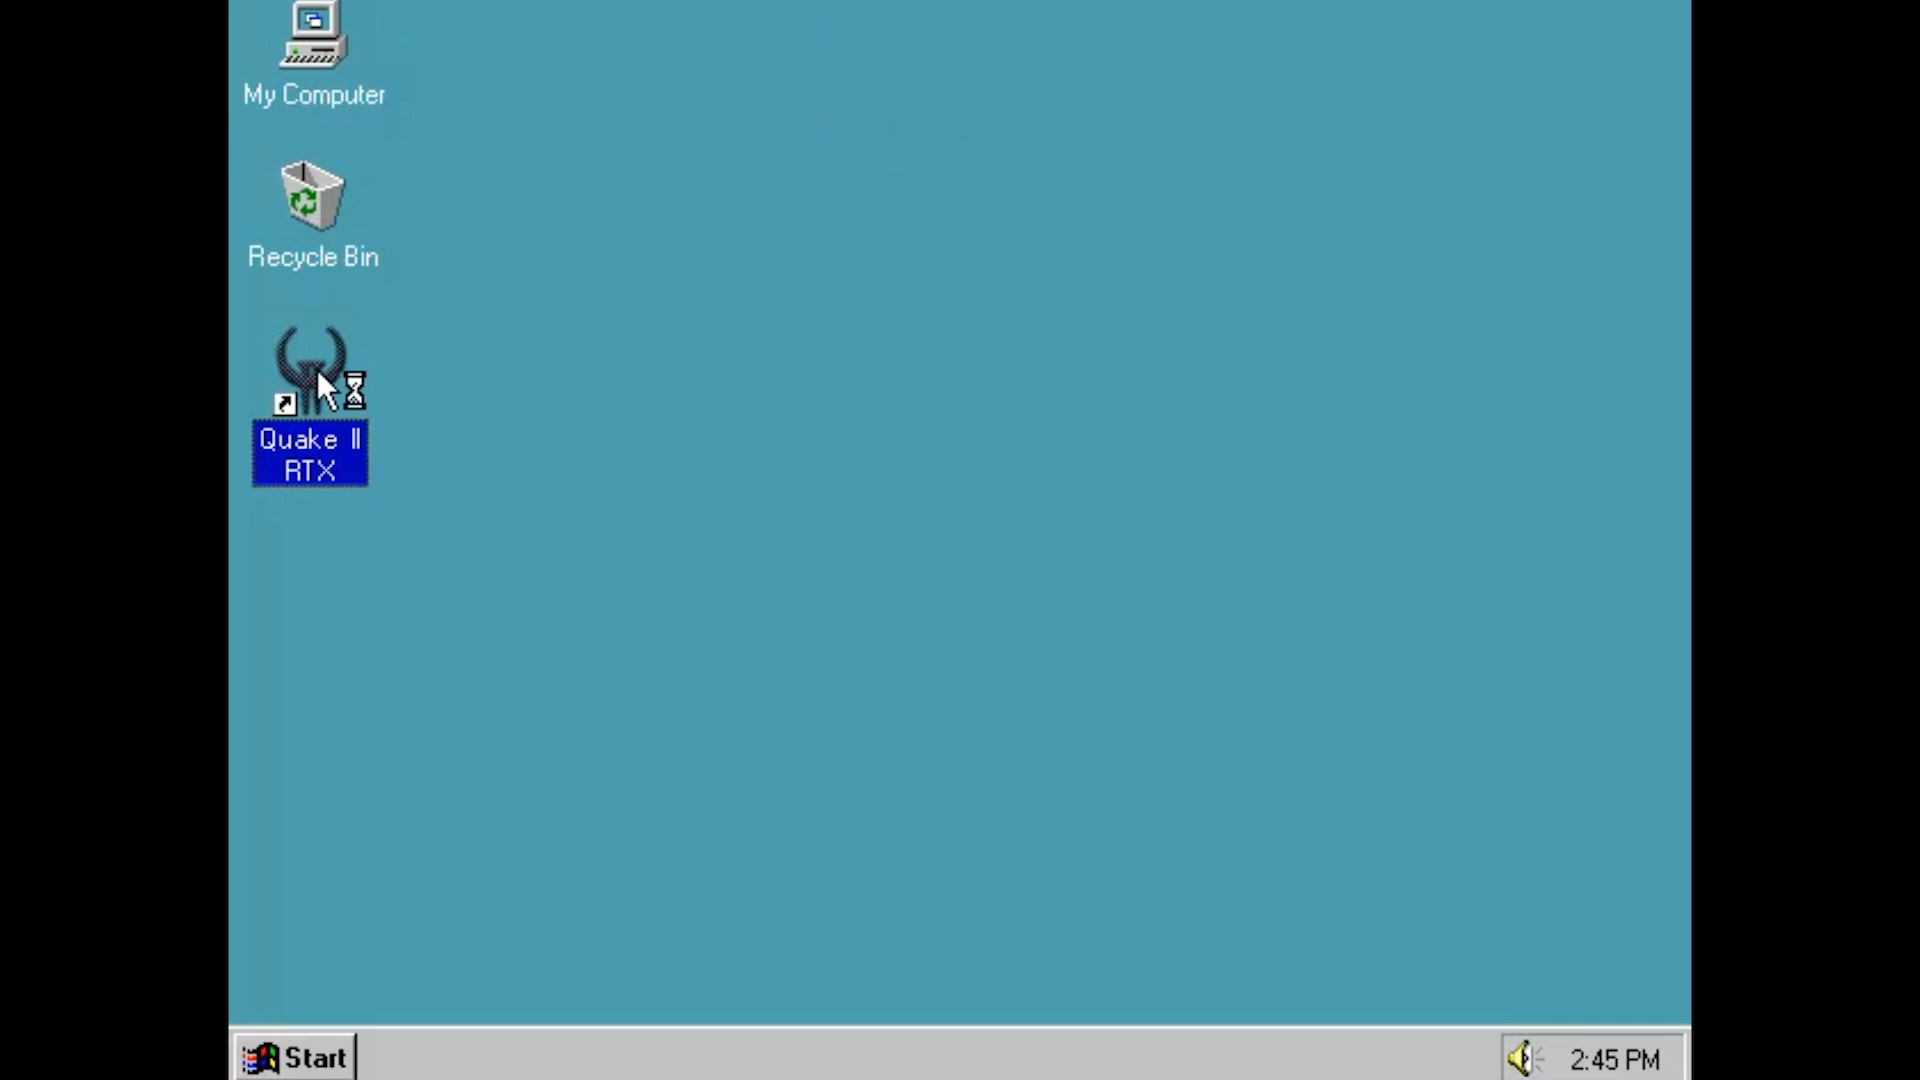 My Computer
Recycle Bin
Quake II
RTX
Start
2:45 PM